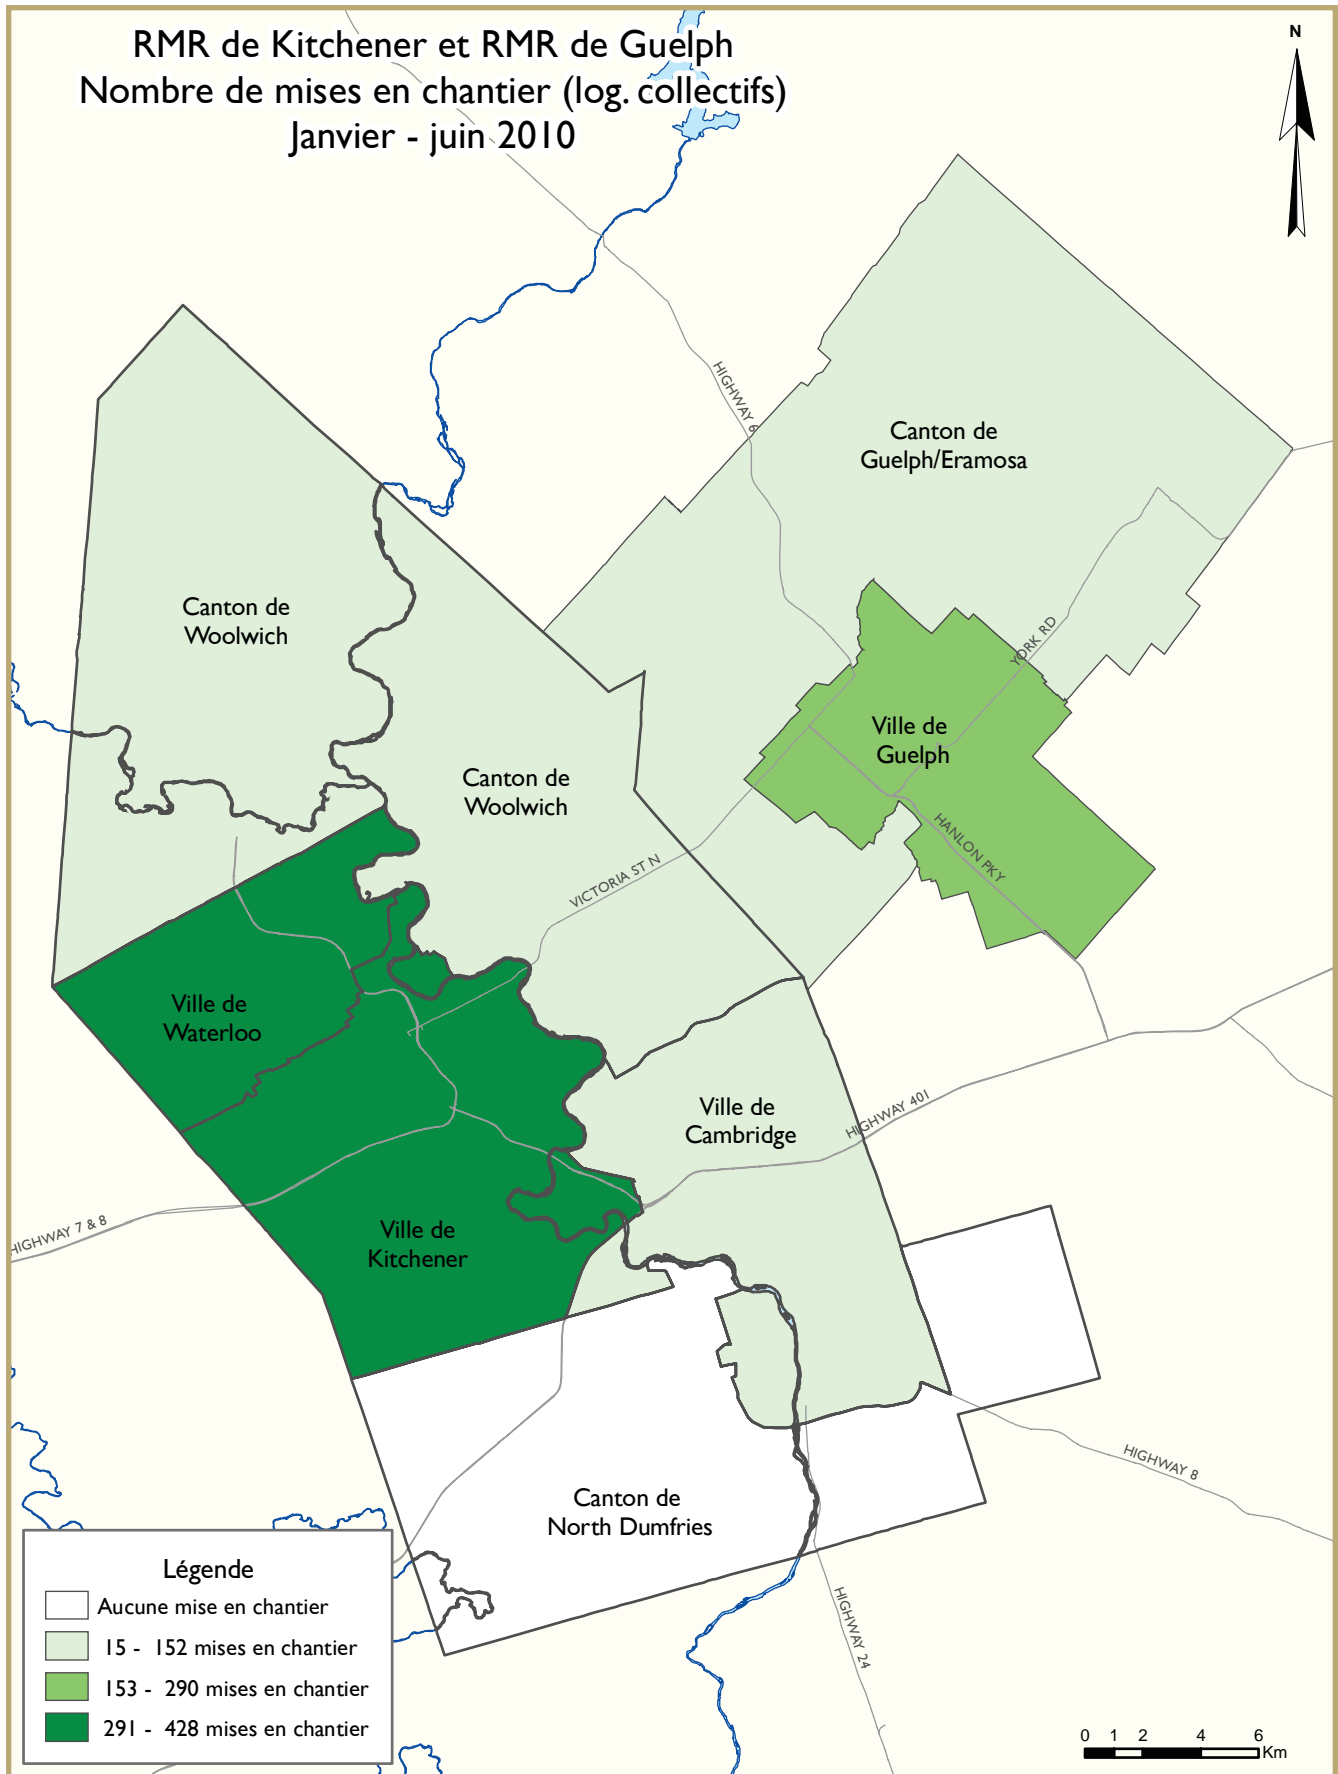 RMR de Kitchener et RMR de Guelph
Nombre de mises en chantier (log. collectifs)
Janvier - juin 2010
N
HIGHWAY 6
Canton de
Guelph/Eramosa
Canton de
Woolwich
YORK RD
Ville de
Guelph
Canton de
Woolwich
HANLON PKY
VICTORIA ST N
Ville de
Waterloo
Ville de
Cambridge
HIGHWAY 401
HIGHWAY 7 & 8
Ville de
Kitchener
HIGHWAY 8
Canton de
North Dumfries
HIGHWAY 24
Légende
Aucune mise en chantier
15 - 152 mises en chantier
153 - 290 mises en chantier
291 - 428 mises en chantier
0 1 2 4 6
Km